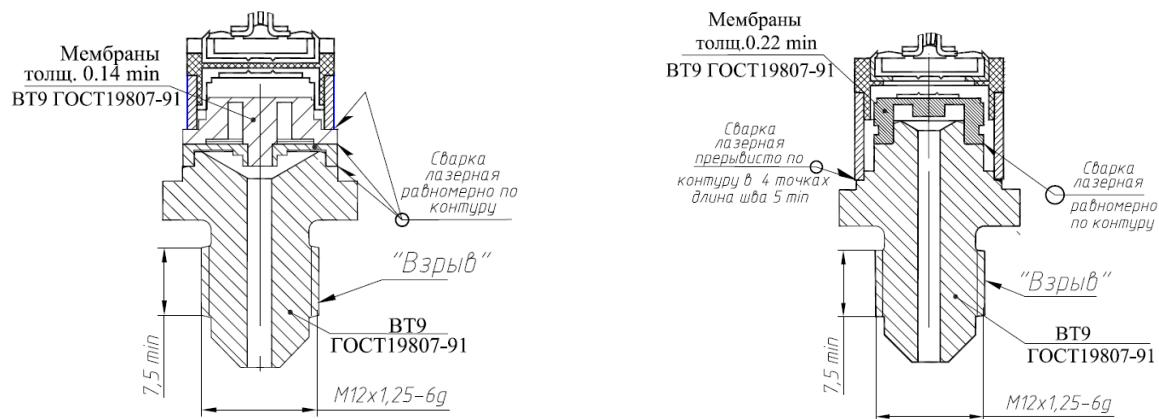 Мембраны
толщ. 0.14 min
ВТ9 ГОСТ19807-91
Сварка
лазерная
равномерно по
контуру
"Взрыв"
ВТ9
ГОСТ19807-91
7,5 min
М12х1,25-6g
Мембраны
толщ.0.22 min
ВТ9 ГОСТ19807-91
Сварка
лазерная
прерывисто по
контуру в 4 точках
длина шва 5 min
Сварка
лазерная
равномерно
по контуру
"Взрыв"
ВТ9
ГОСТ19807-91
7,5 min
М12х1,25-6g